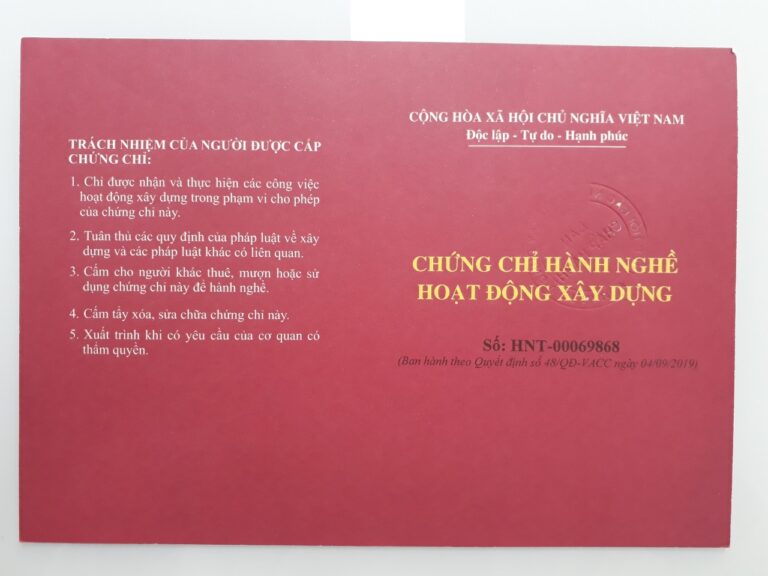 TRÁCH NHIỆM CỦA NGƯỜI ĐƯỢC CẤP
CHỨNG CHỈ:
1. Chỉ được nhận và thực hiện các công việc
hoạt động xây dựng trong phạm vi cho phép
của chứng chỉ này.
2. Tuân thủ các quy định của pháp luật về xây
dựng và các pháp luật khác có liên quan.
3. Cấm cho người khác thuê, mượn hoặc sử
dụng chứng chỉ này để hành nghề.
4. Cấm tẩy xóa, sửa chữa chứng chỉ này.
5. Xuất trình khi có yêu cầu của cơ quan có
thẩm quyền.
CỘNG HÒA XÃ HỘI CHỦ NGHĨA VIỆT NAM
Độc lập - Tự do - Hạnh phúc
CHỨNG CHỈ HÀNH NGHỀ
HOẠT ĐỘNG XÂY DỰNG
Số: HNT-00069868
(Ban hành theo Quyết định số 48/QĐ-VACC ngày 04/09/2019)